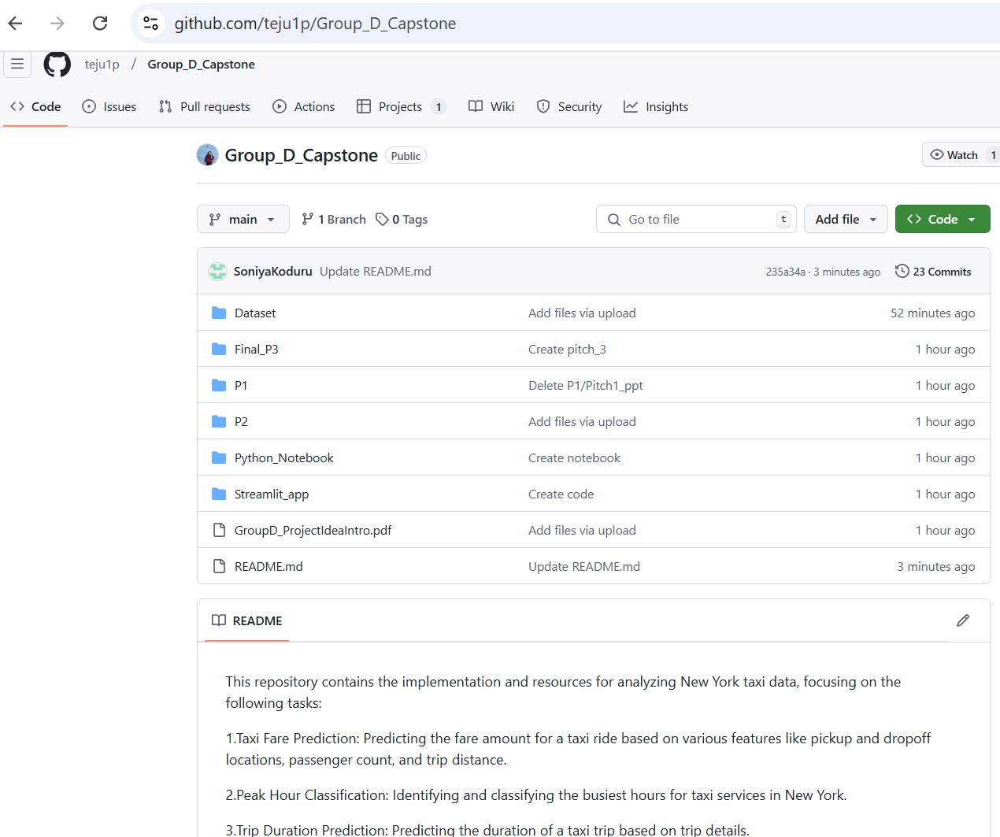 github.com/teju1p/Group_D_Capstone
teju1p / Group_D_Capstone
Code Issues Pull requests Actions Projects 1 Wiki Security Insights
Group_D_Capstone Public
Watch 1
main 1 Branch 0 Tags Go to file t Add file Code
SoniyaKoduru Update README.md 235a34a · 3 minutes ago 23 Commits
Dataset Add files via upload 52 minutes ago
Final_P3 Create pitch_3 1 hour ago
P1 Delete P1/Pitch1_ppt 1 hour ago
P2 Add files via upload 1 hour ago
Python_Notebook Create notebook 1 hour ago
Streamlit_app Create code 1 hour ago
GroupD_ProjectIdeaIntro.pdf Add files via upload 1 hour ago
README.md Update README.md 3 minutes ago
README
This repository contains the implementation and resources for analyzing New York taxi data, focusing on the
following tasks:
1.Taxi Fare Prediction: Predicting the fare amount for a taxi ride based on various features like pickup and dropoff
locations, passenger count, and trip distance.
2.Peak Hour Classification: Identifying and classifying the busiest hours for taxi services in New York.
3.Trip Duration Prediction: Predicting the duration of a taxi trip based on trip details.